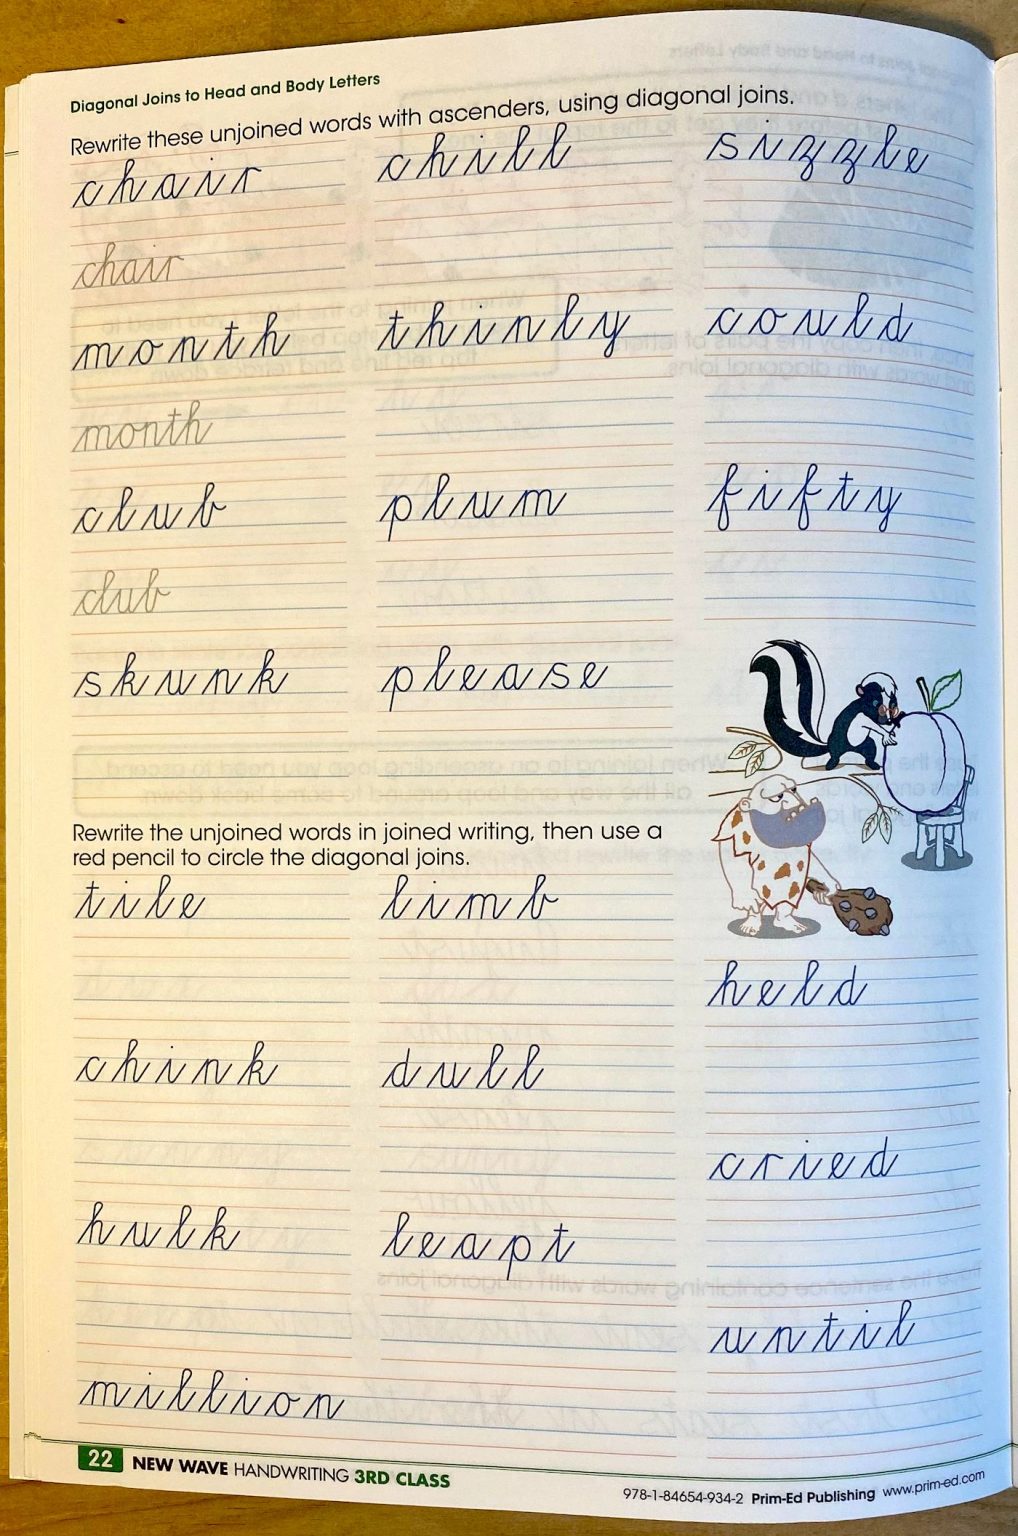 Diagonal Joins to Head and Body Letters
Rewrite these unjoined words with ascenders, using diagonal joins.
chair chill sizzle
chair
month thinly could
month
club plum fifty
club
skunk please
Rewrite the unjoined words in joined writing, then use a
red pencil to circle the diagonal joins.
tile limb
held
chink dull
cried
hulk leapt
until
million
22 NEW WAVE HANDWRITING 3RD CLASS
978-1-84654-934-2 Prim-Ed Publishing www.prim-ed.com